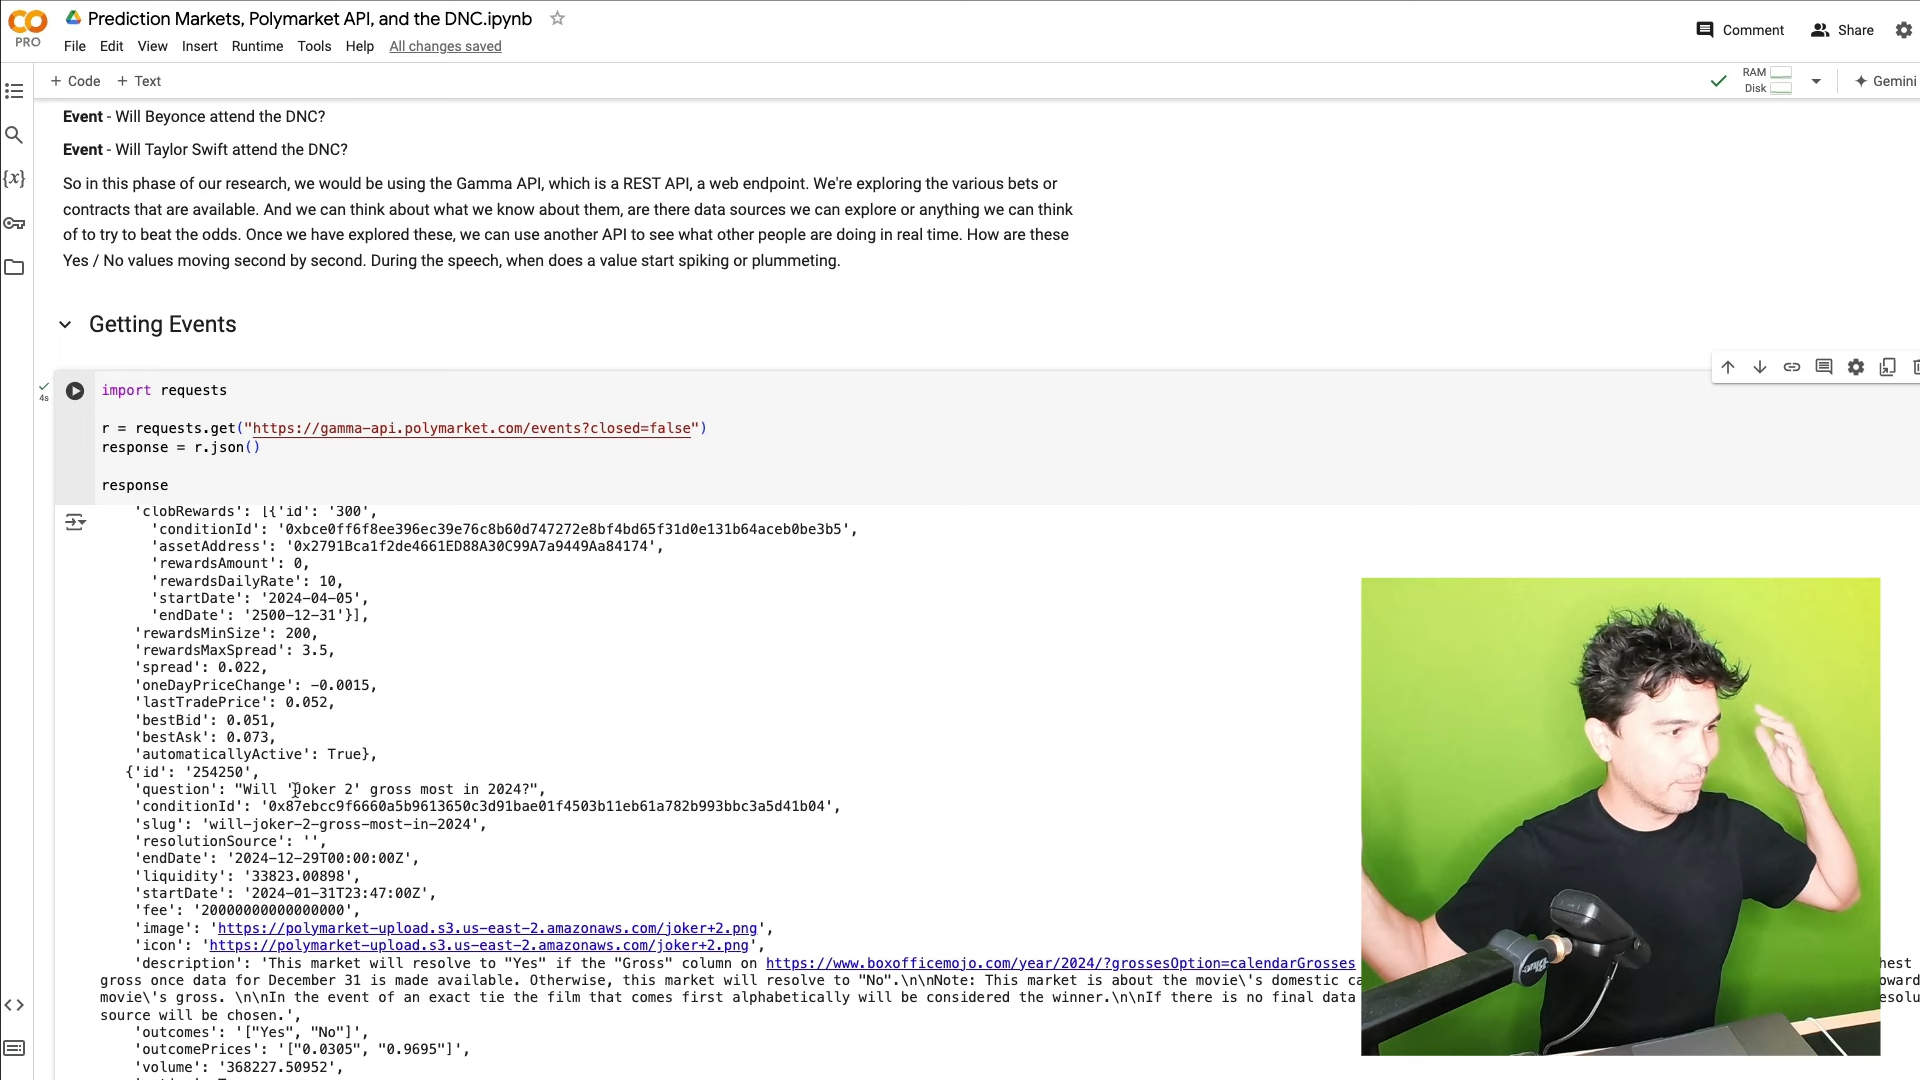 Prediction Markets, Polymarket API, and the DNC.ipynb
PRO
File Edit View Insert Runtime Tools Help All changes saved
Comment Share
+ Code + Text
RAM
Disk
Gemini
Event - Will Beyonce attend the DNC?
Event - Will Taylor Swift attend the DNC?
So in this phase of our research, we would be using the Gamma API, which is a REST API, a web endpoint. We're exploring the various bets or
contracts that are available. And we can think about what we know about them, are there data sources we can explore or anything we can think
of to try to beat the odds. Once we have explored these, we can use another API to see what other people are doing in real time. How are these
Yes / No values moving second by second. During the speech, when does a value start spiking or plummeting.
Getting Events
4s
import requests
r = requests.get("https://gamma-api.polymarket.com/events?closed=false")
response = r.json()
response
'clobRewards': [{'id': '300',
'conditionId': '0xbce0ff6f8ee396ec39e76c8b60d747272e8bf4bd65f31d0e131b64aceb0be3b5',
'assetAddress': '0x2791Bca1f2de4661ED88A30C99A7a9449Aa84174',
'rewardsAmount': 0,
'rewardsDailyRate': 10,
'startDate': '2024-04-05',
'endDate': '2500-12-31'}],
'rewardsMinSize': 200,
'rewardsMaxSpread': 3.5,
'spread': 0.022,
'oneDayPriceChange': -0.0015,
'lastTradePrice': 0.052,
'bestBid': 0.051,
'bestAsk': 0.073,
'automaticallyActive': True},
{'id': '254250',
'question': "Will 'Joker 2' gross most in 2024?",
'conditionId': '0x87ebcc9f6660a5b9613650c3d91bae01f4503b11eb61a782b993bbc3a5d41b04',
'slug': 'will-joker-2-gross-most-in-2024',
'resolutionSource': '',
'endDate': '2024-12-29T00:00:00Z',
'liquidity': '33823.00898',
'startDate': '2024-01-31T23:47:00Z',
'fee': '20000000000000000',
'image': 'https://polymarket-upload.s3.us-east-2.amazonaws.com/joker+2.png',
'icon': 'https://polymarket-upload.s3.us-east-2.amazonaws.com/joker+2.png',
'description': 'This market will resolve to "Yes" if the "Gross" column on https://www.boxofficemojo.com/year/2024/?grossesOption=calendarGrosses
gross once data for December 31 is made available. Otherwise, this market will resolve to "No".\n\nNote: This market is about the movie\'s domestic
movie\'s gross. \n\nIn the event of an exact tie the film that comes first alphabetically will be considered the winner.\n\nIf there is no final data
source will be chosen.',
'outcomes': '["Yes", "No"]',
'outcomePrices': '["0.0305", "0.9695"]',
'volume': '368227.50952',